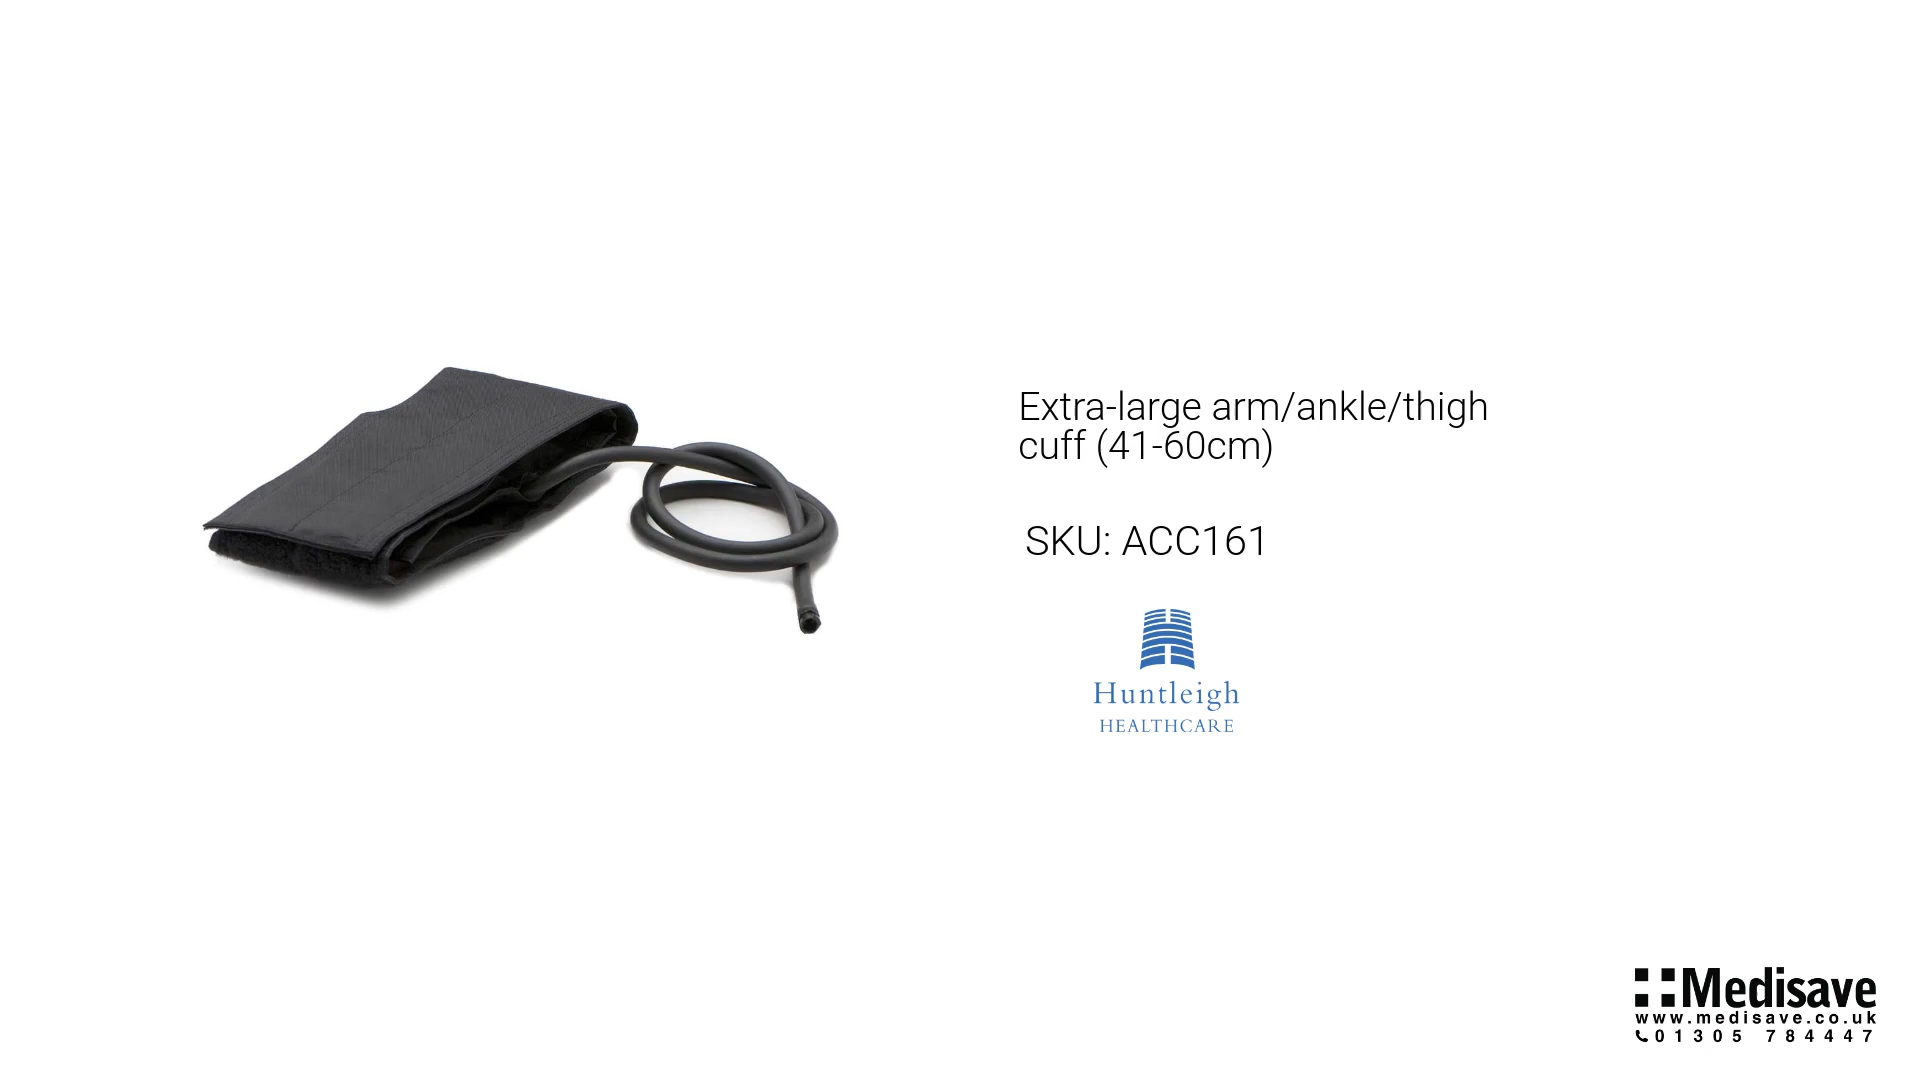 Extra-large arm/ankle/thigh
cuff (41-60cm)
SKU: ACC161
Huntleigh
HEALTHCARE
Medisave
www.medisave.co.uk
01305 784447